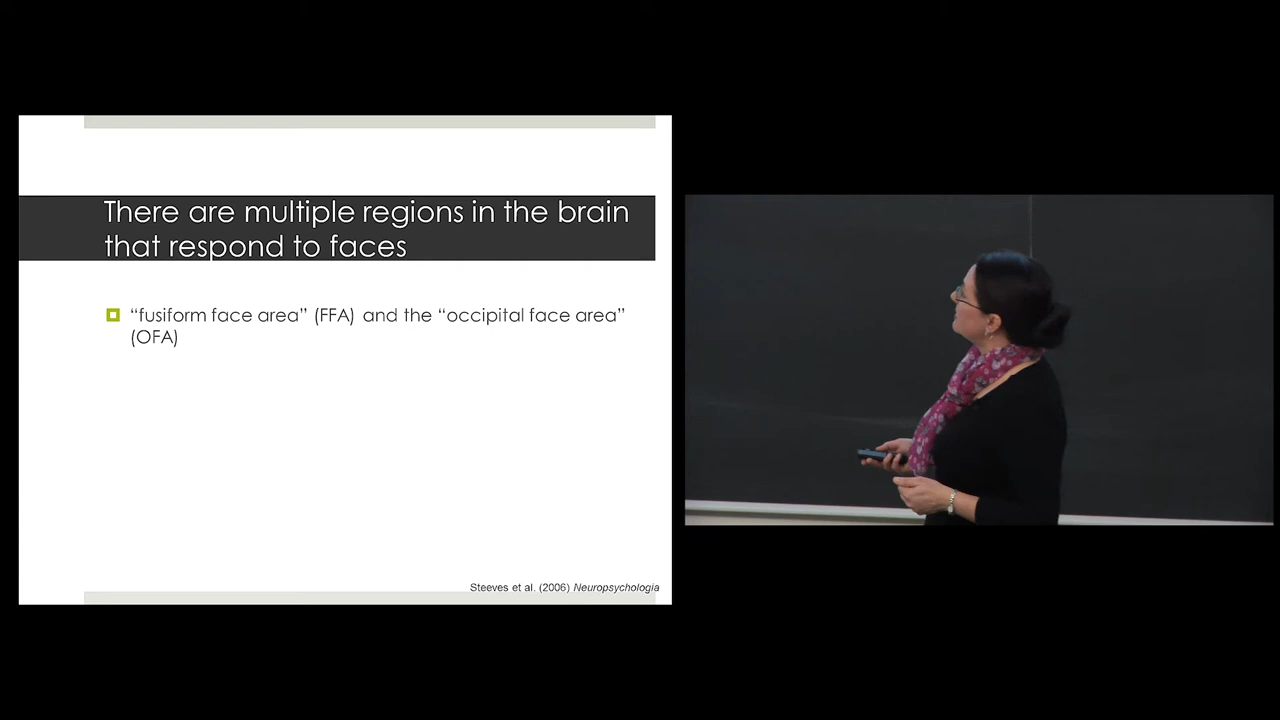 There are multiple regions in the brain
that respond to faces
“fusiform face area” (FFA) and the “occipital face area”
(OFA)
Steeves et al. (2006) Neuropsychologia